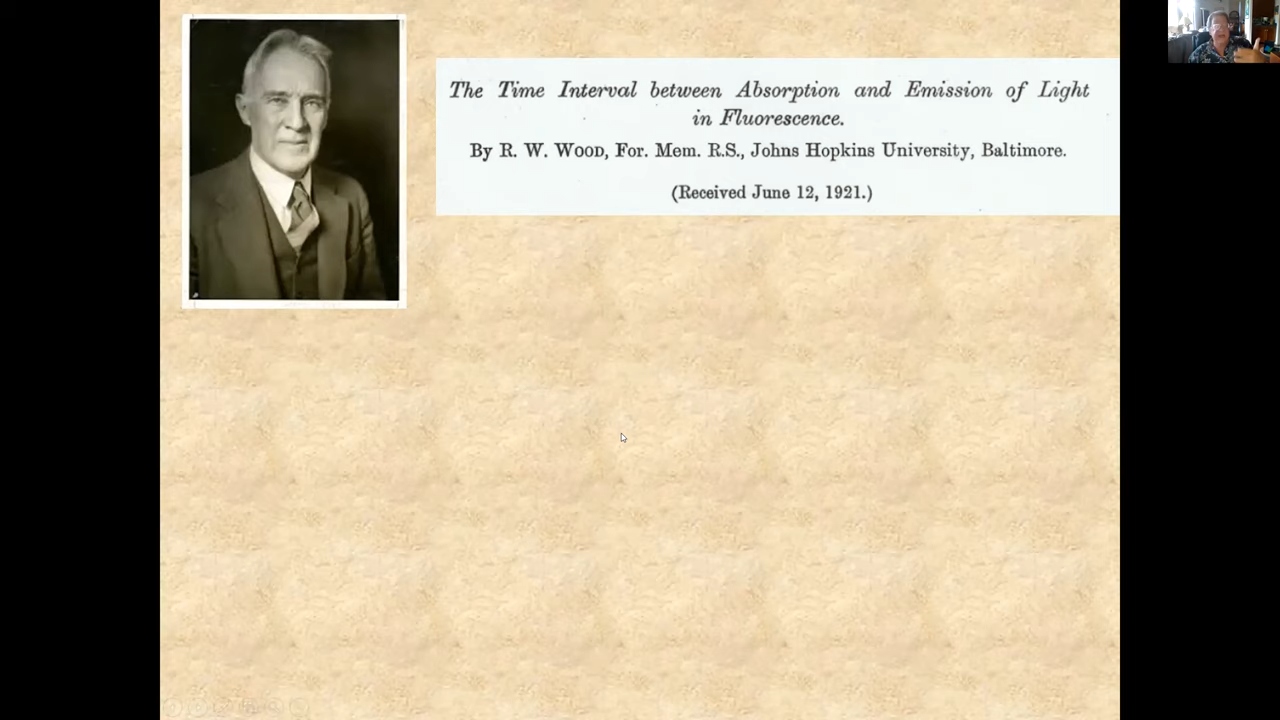 The Time Interval between Absorption and Emission of Light
in Fluorescence.
By R. W. WOOD, For. Mem. R.S., Johns Hopkins University, Baltimore.
(Received June 12, 1921.)